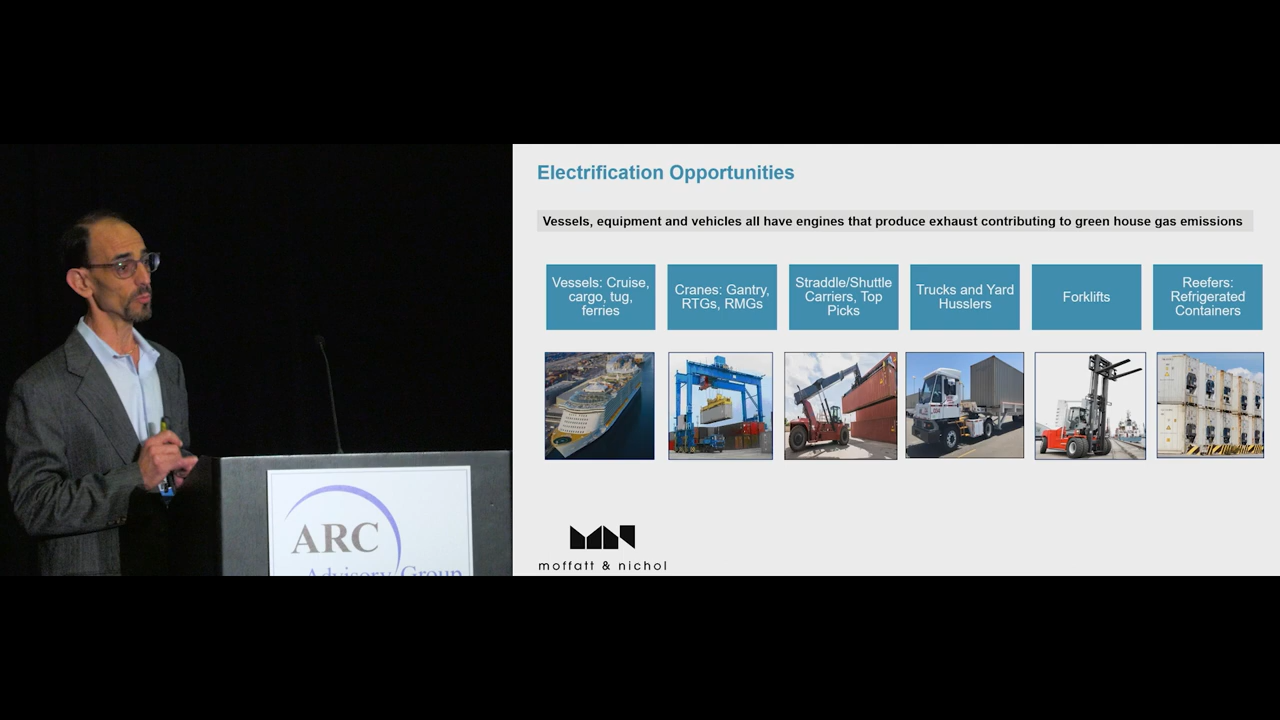 Electrification Opportunities
Vessels, equipment and vehicles all have engines that produce exhaust contributing to green house gas emissions
Vessels: Cruise,
cargo, tug,
ferries
Cranes: Gantry,
RTGs, RMGs
Straddle/Shuttle
Carriers, Top
Picks
Trucks and Yard
Husslers
Forklifts
Reefers:
Refrigerated
Containers
moffatt & nichol
ARC
Advisory Group